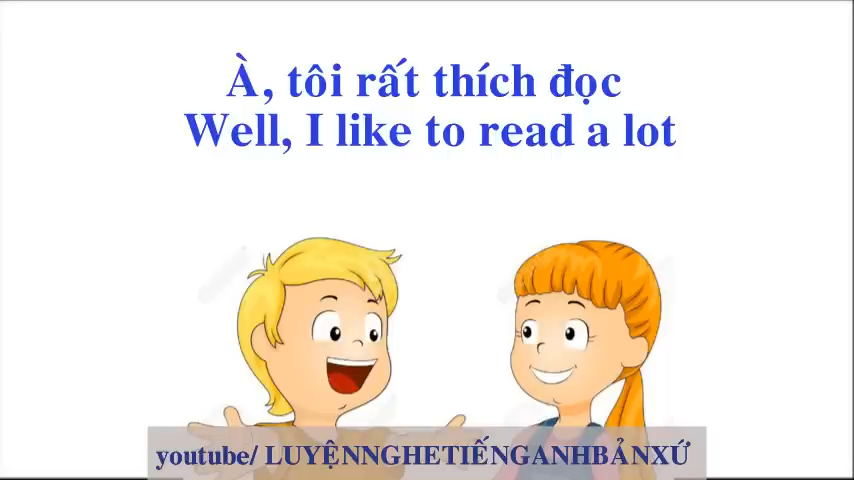 À, tôi rất thích đọc
Well, I like to read a lot
youtube/ LUYỆNNGHETIẾNGANHBẢNXỨ